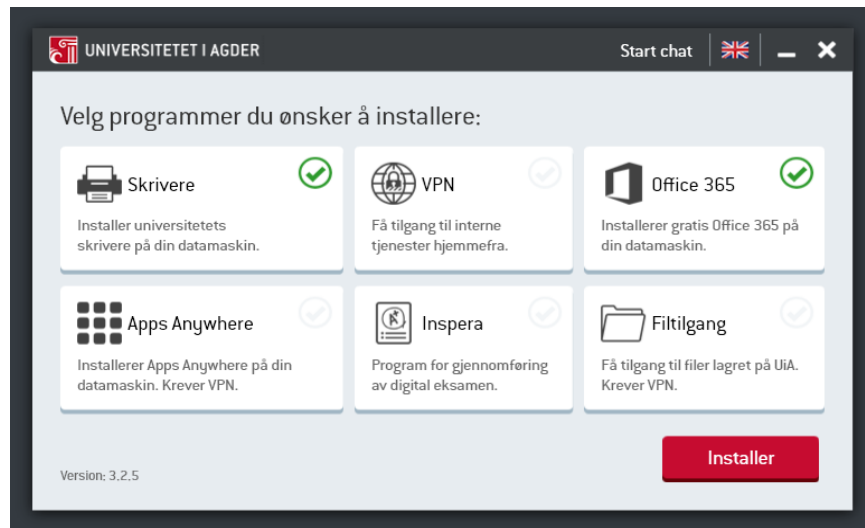 UNIVERSITETET I AGDER
Start chat
Velg programmer du ønsker å installere:
Skrivere
Installer universitetets
skrivere på din datamaskin.
VPN
Få tilgang til interne
tjenester hjemmefra.
Office 365
Installerer gratis Office 365 på
din datamaskin.
Apps Anywhere
Installerer Apps Anywhere på din
datamaskin. Krever VPN.
Inspera
Program for gjennomføring
av digital eksamen.
Filtilgang
Få tilgang til filer lagret på UiA.
Krever VPN.
Version: 3.2.5
Installer